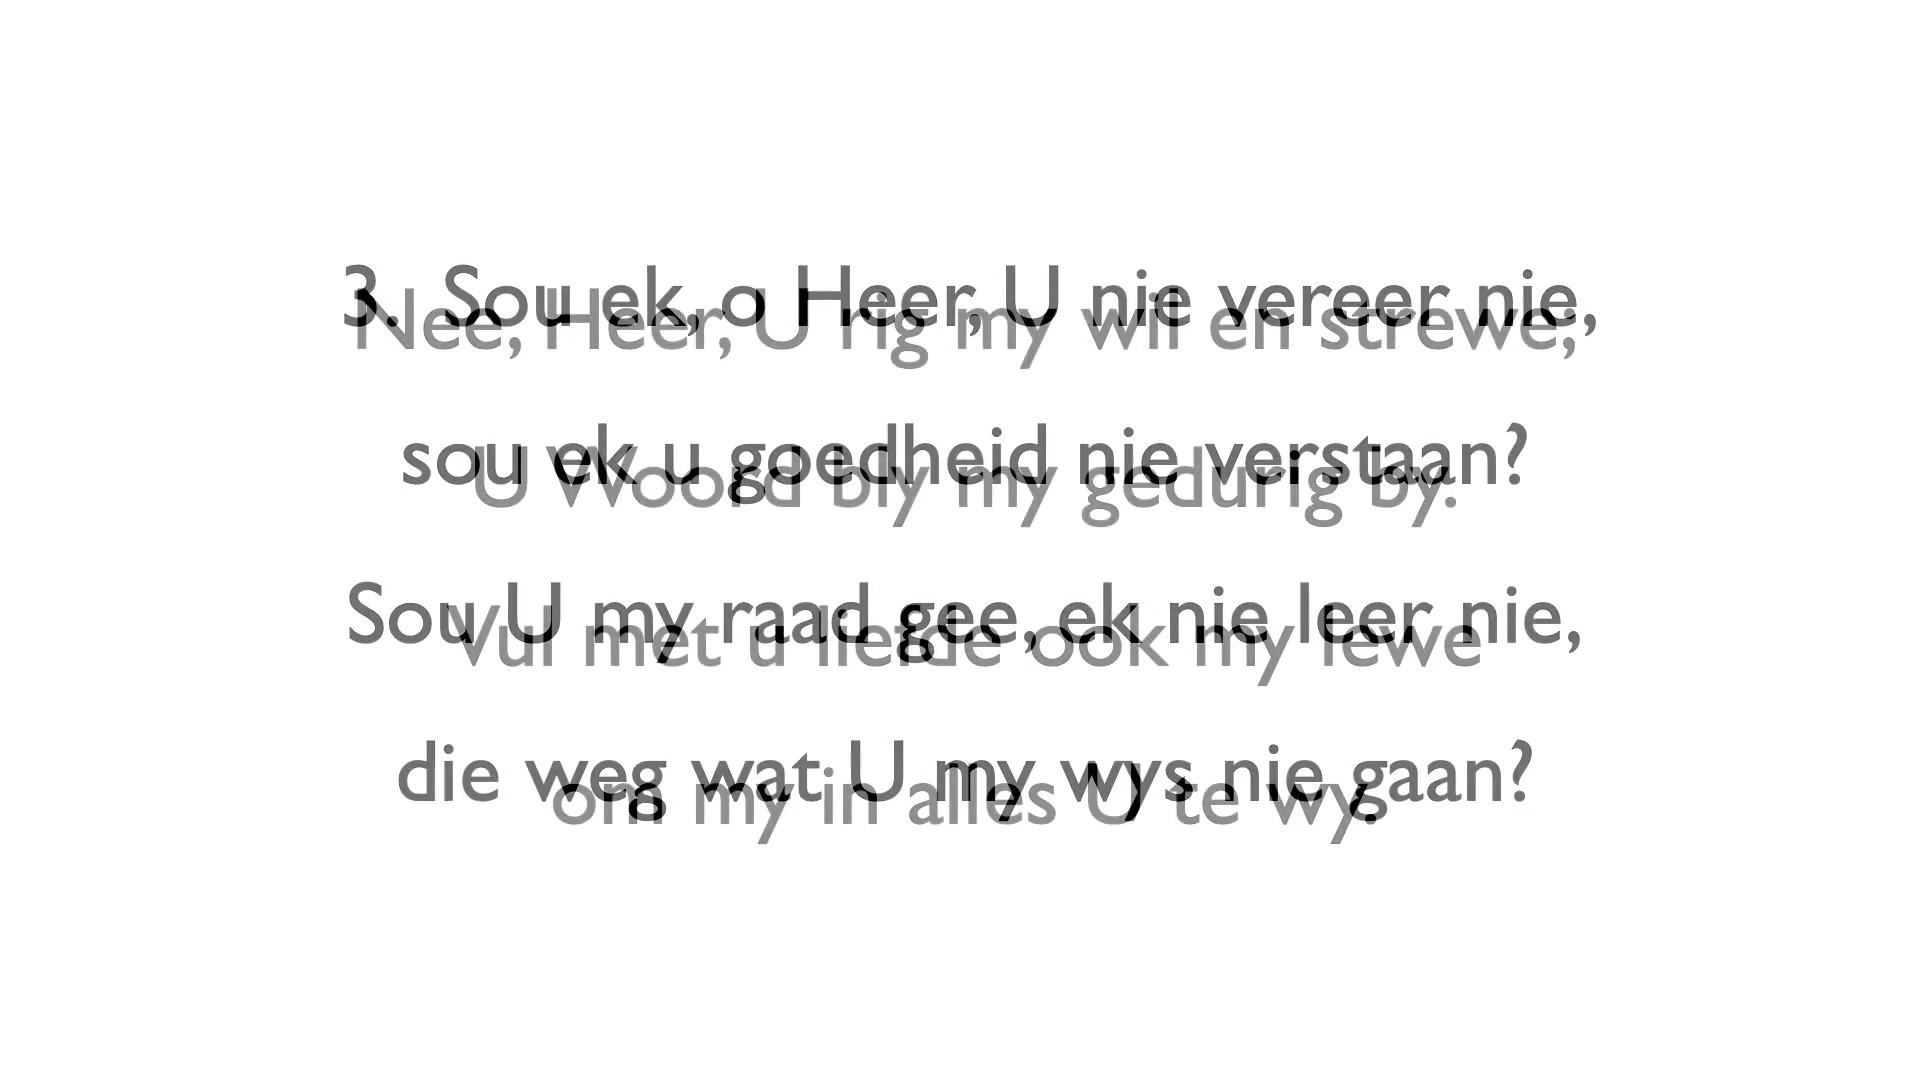 3. Sou ek, o Heer, U nie vereer nie,
Nee, Heer, U rig my wil en strewe,
sou ek u goedheid nie verstaan?
U Woord bly my gedurig by.
Sou U my raad gee, ek nie leer nie,
Vul met u liefde ook my lewe
die weg wat U my wys nie gaan?
om my in alles U te wy.